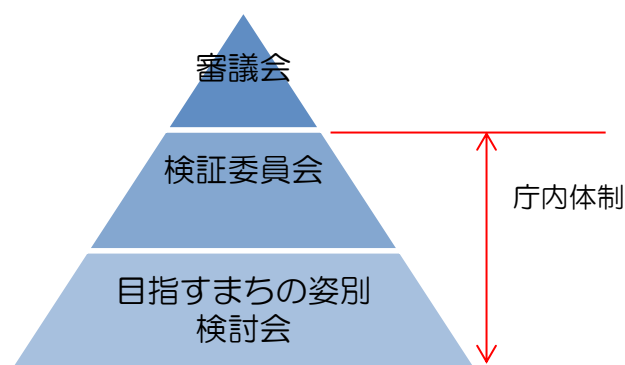 審議会
検証委員会
庁内体制
目指すまちの姿別
検討会